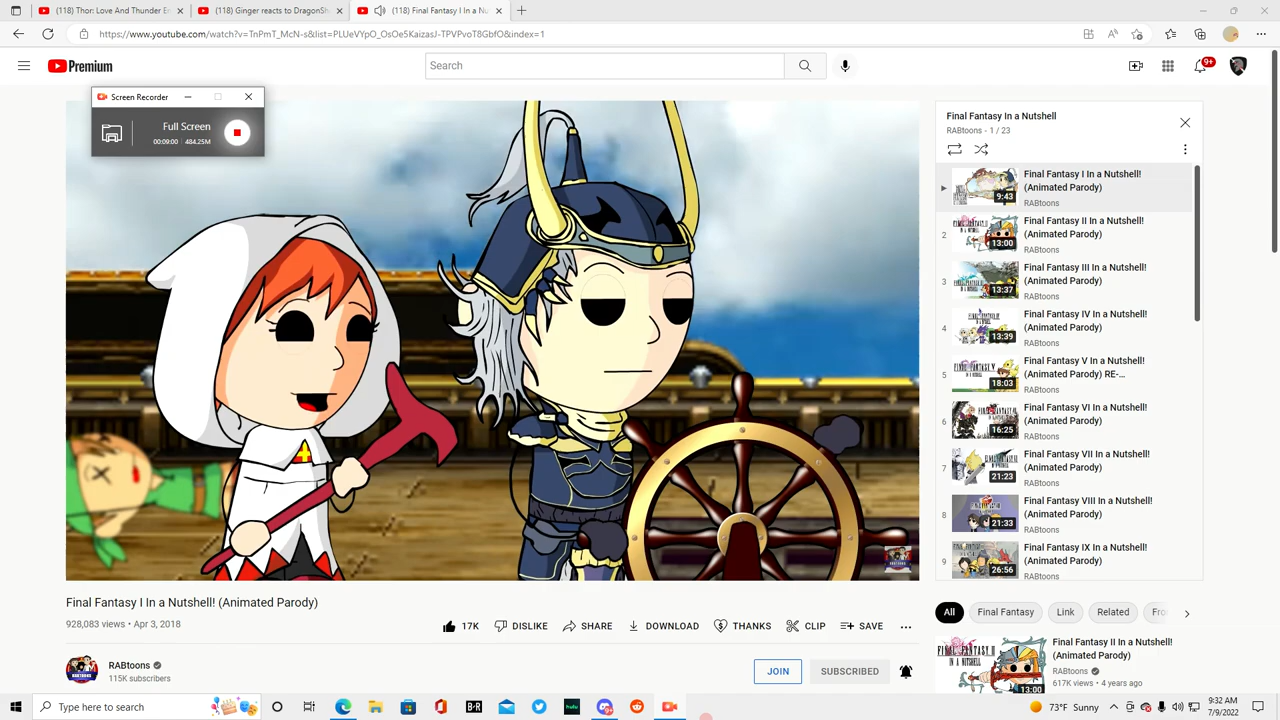 (118) Thor: Love And Thunder E
(118) Ginger reacts to DragonSh
(118) Final Fantasy I In a Nutsh
https://www.youtube.com/watch?v=TnPmT_McN-s&list=PLUeVYpO_OsOe5KaizasJ-TPVPvoT8GbfO&index=1
Premium
Search
9+
Screen Recorder
Full Screen
00:09:00 484.25M
Final Fantasy In a Nutshell
RABtoons - 1 / 23
Final Fantasy I In a Nutshell!
(Animated Parody)
RABtoons
9:43
2
Final Fantasy II In a Nutshell!
(Animated Parody)
RABtoons
13:00
3
Final Fantasy III In a Nutshell!
(Animated Parody)
RABtoons
13:37
4
Final Fantasy IV In a Nutshell!
(Animated Parody)
RABtoons
13:39
5
Final Fantasy V In a Nutshell!
(Animated Parody) RE-...
RABtoons
18:03
6
Final Fantasy VI In a Nutshell!
(Animated Parody)
RABtoons
16:25
7
Final Fantasy VII In a Nutshell!
(Animated Parody)
RABtoons
21:23
8
Final Fantasy VIII In a Nutshell!
(Animated Parody)
RABtoons
21:33
9
Final Fantasy IX In a Nutshell!
(Animated Parody)
RABtoons
26:56
Final Fantasy I In a Nutshell! (Animated Parody)
928,083 views • Apr 3, 2018
17K DISLIKE SHARE DOWNLOAD THANKS CLIP SAVE
RABtoons
115K subscribers
JOIN SUBSCRIBED
All Final Fantasy Link Related Fro
Final Fantasy II In a Nutshell!
(Animated Parody)
RABtoons
617K views • 4 years ago
13:00
Type here to search
B:R
hulu
73°F Sunny
9:32 AM
7/9/2022